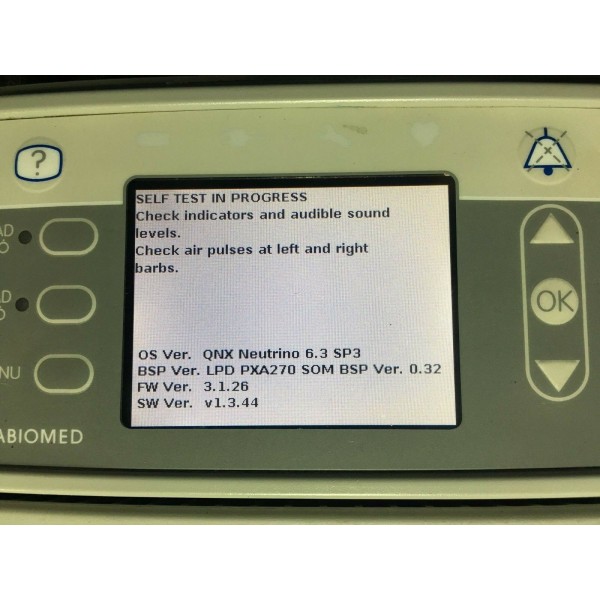 ?
SELF TEST IN PROGRESS
Check indicators and audible sound
levels.
Check air pulses at left and right
barbs.
OK
OS Ver. QNX Neutrino 6.3 SP3
BSP Ver. LPD PXA270 SOM BSP Ver. 0.32
FW Ver. 3.1.26
SW Ver. v1.3.44
ABIOMED